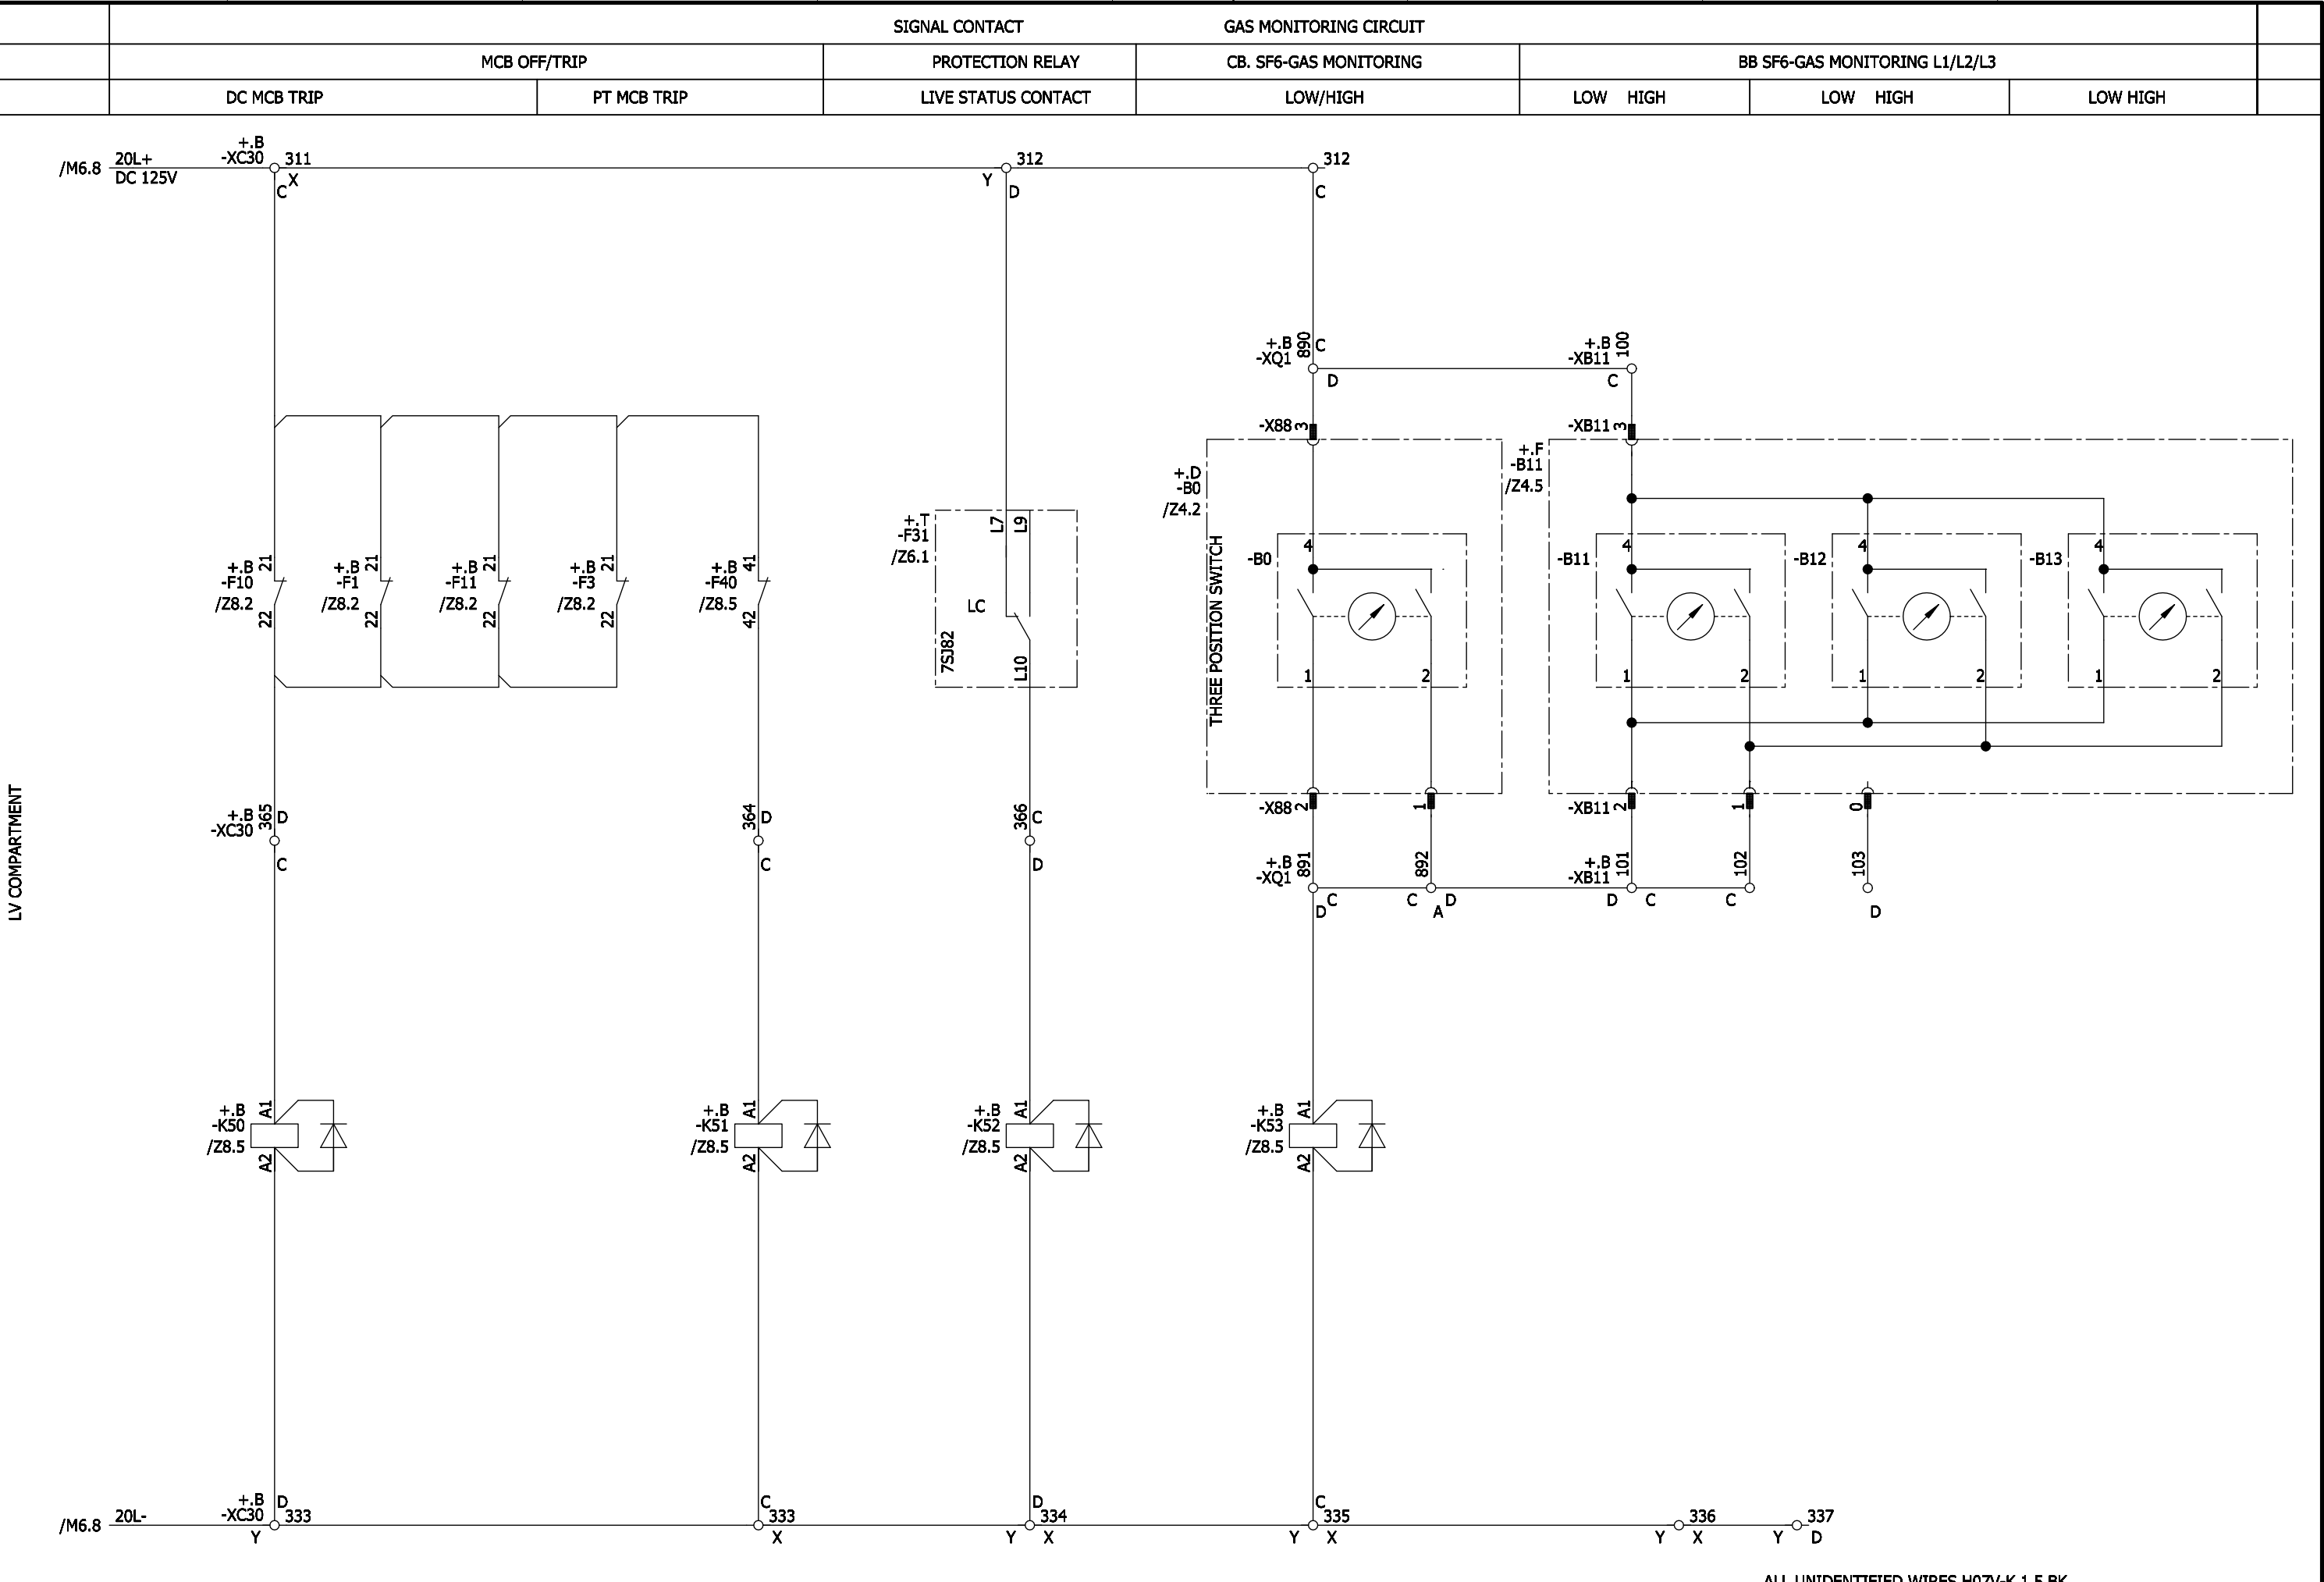 SIGNAL CONTACT GAS MONITORING CIRCUIT
MCB OFF/TRIP PROTECTION RELAY CB. SF6-GAS MONITORING BB SF6-GAS MONITORING L1/L2/L3
DC MCB TRIP PT MCB TRIP LIVE STATUS CONTACT LOW/HIGH LOW HIGH LOW HIGH LOW HIGH
+.B
/M6.8 20L+ -XC30 311 312 312
DC 125V C X Y D C
+.B 890 C +.B 100
-XQ1 -XB11
D C
-X88 3 -XB11 3
+.D
-B0
/Z4.2
+.F
-B11
/Z4.5
THREE POSITION SWITCH
+.T
-F31
/Z6.1
L7 L9
LC
7SJ82
L10
-B0 4 -B11 4 -B12 4 -B13 4
+.B 21 +.B 21 +.B 21 +.B 21 +.B 41
-F10 -F1 -F11 -F3 -F40
/Z8.2 /Z8.2 /Z8.2 /Z8.2 /Z8.5
22 22 22 22 42
1 2 1 2 1 2 1 2
LV COMPARTMENT
-X88 2 1 -XB11 2 1 0
+.B 365 D 364 D 366 C
-XC30
C C D
+.B 891 892 +.B 101 102 103
-XQ1 -XB11
D C C A D D C C D
+.B A1 +.B A1 +.B A1 +.B A1
-K50 -K51 -K52 -K53
/Z8.5 /Z8.5 /Z8.5 /Z8.5
A2 A2 A2 A2
+.B D C D C
/M6.8 20L- -XC30 333 333 334 335 336 337
Y X Y X Y X Y X Y D
ALL UNIDENTIFIED WIRES H07V-K 1,5 BK